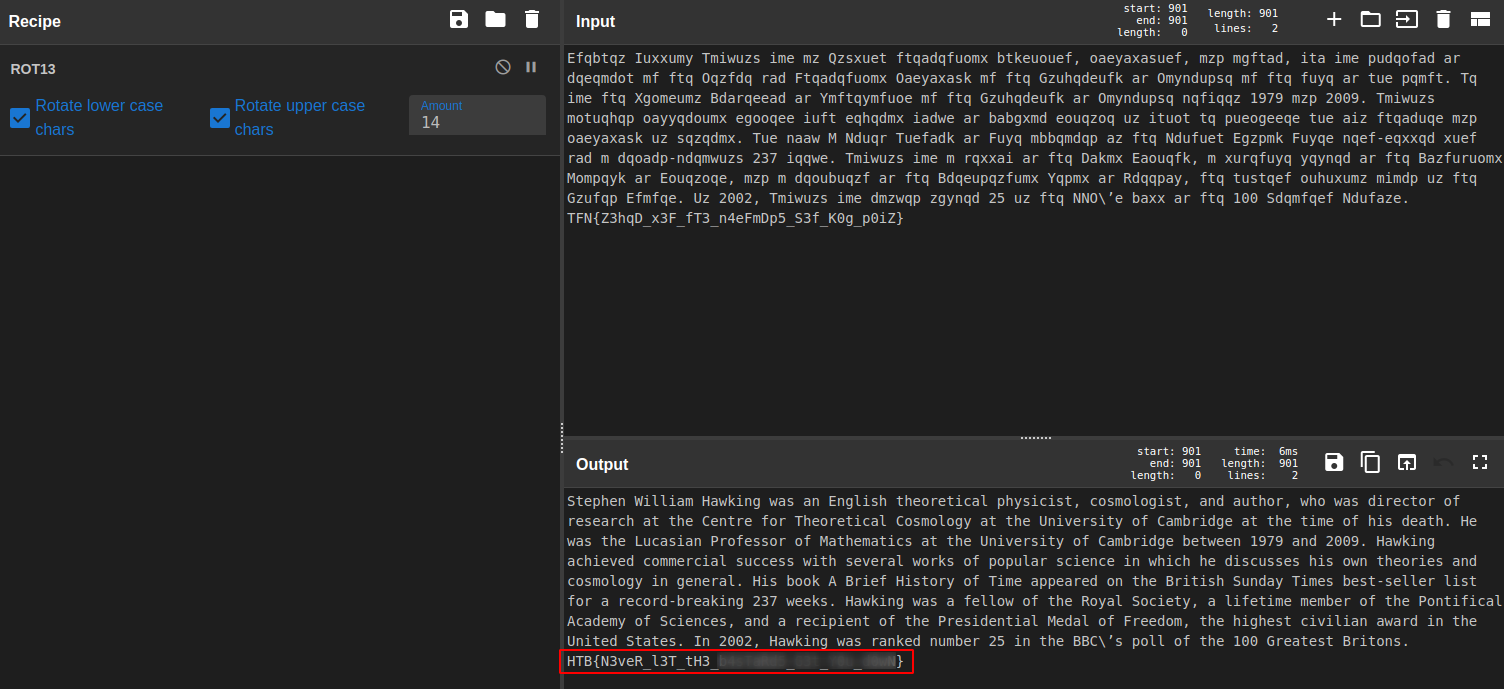 Recipe
ROT13
Rotate lower case
chars
Rotate upper case
chars
Amount
14
Input
start: 901
end: 901
length: 0
length: 901
lines: 2
Efqbtqz Iuxxumy Tmiwuzs ime mz Qzsxuet ftqadqfuomx btkeuouef, oaeyaxasuef, mzp mgftad, ita ime pudqofad ar
dqeqmdot mf ftq Oqzfdq rad Ftqadqfuomx Oaeyaxask mf ftq Gzuhqdeufk ar Omyndupsq mf ftq fuyq ar tue pqmft. Tq
ime ftq Xgomeumz Bdarqeead ar Ymftqymfuoe mf ftq Gzuhqdeufk ar Omyndupsq nqfiqqz 1979 mzp 2009. Tmiwuzs
motuqhqp oayyqdoumx egooqee iuft eqhqdmx iadwe ar babgxmd eouqzoq uz ituot tq pueogeeqe tue aiz ftqaduqe mzp
oaeyaxask uz sqzqdmx. Tue naaw M Nduqr Tuefadk ar Fuyq mbbqmdqp az ftq Ndufuet Egzpmk Fuyqe nqef-eqxxqd xuef
rad m dqoadp-ndqmwuzs 237 iqqwe. Tmiwuzs ime m rqxxai ar ftq Dakmx Eaouqfk, m xurqfuyq yqynqd ar ftq Bazfuruomx
Mompqyk ar Eouqzoqe, mzp m dqoubuqzf ar ftq Bdqeupqzfumx Yqpmx ar Rdqqpay, ftq tustqef ouhuxumz mimdp uz ftq
Gzufqp Efmfqe. Uz 2002, Tmiwuzs ime dmzwqp zgynqd 25 uz ftq NNO\’e baxx ar ftq 100 Sdqmfqef Ndufaze.
TFN{Z3hqD_x3F_fT3_n4eFmDp5_S3f_K0g_p0iZ}
Output
start: 901
end: 901
length: 0
time: 6ms
length: 901
lines: 2
Stephen William Hawking was an English theoretical physicist, cosmologist, and author, who was director of
research at the Centre for Theoretical Cosmology at the University of Cambridge at the time of his death. He
was the Lucasian Professor of Mathematics at the University of Cambridge between 1979 and 2009. Hawking
achieved commercial success with several works of popular science in which he discusses his own theories and
cosmology in general. His book A Brief History of Time appeared on the British Sunday Times best-seller list
for a record-breaking 237 weeks. Hawking was a fellow of the Royal Society, a lifetime member of the Pontifical
Academy of Sciences, and a recipient of the Presidential Medal of Freedom, the highest civilian award in the
United States. In 2002, Hawking was ranked number 25 in the BBC\’s poll of the 100 Greatest Britons.
HTB{N3veR_l3T_tH3_ }